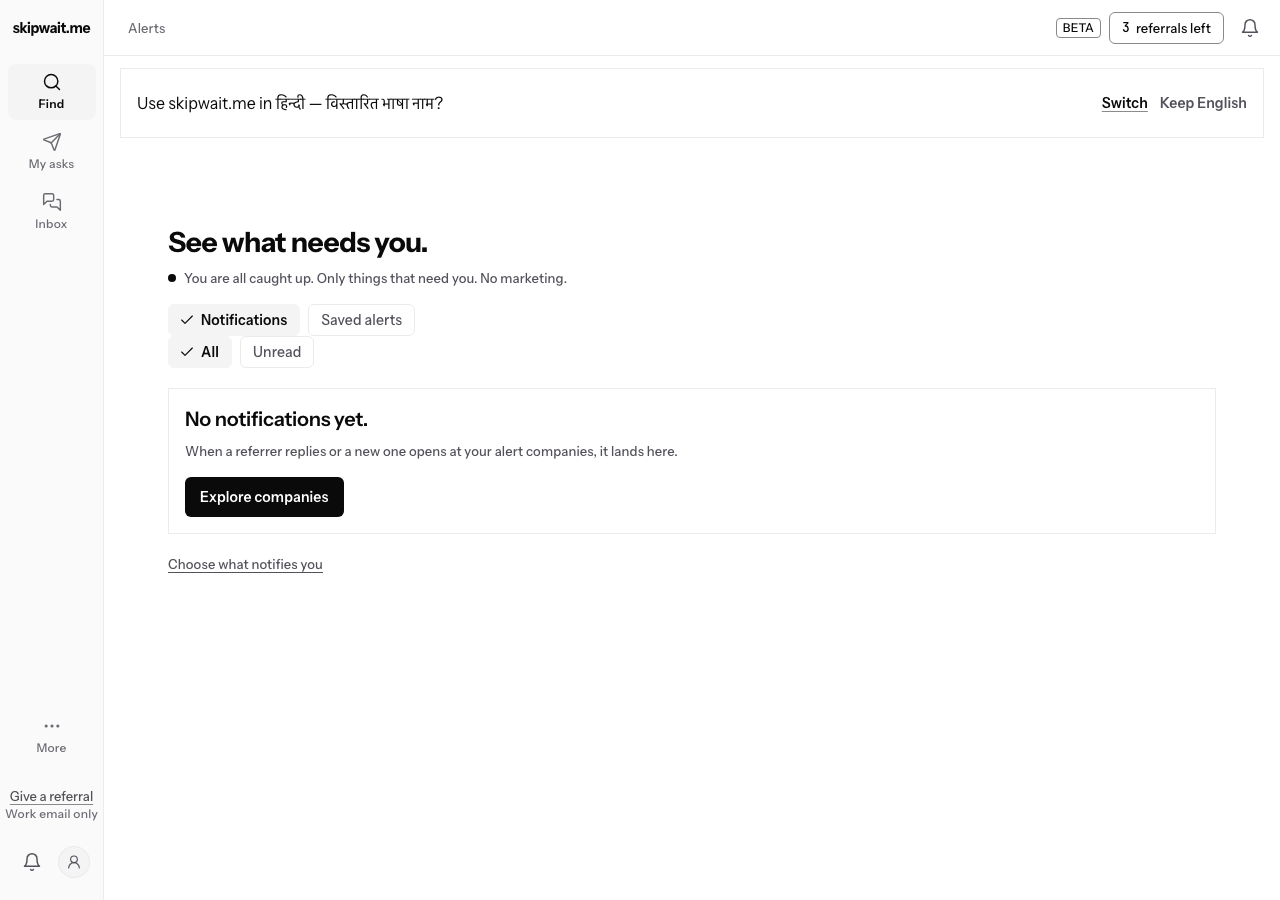 skipwait.me
Alerts
BETA
3 referrals left
Find
My asks
Inbox
Use skipwait.me in हिन्दी — विस्तारित भाषा नाम?
Switch
Keep English
See what needs you.
You are all caught up. Only things that need you. No marketing.
Notifications
Saved alerts
All
Unread
No notifications yet.
When a referrer replies or a new one opens at your alert companies, it lands here.
Explore companies
Choose what notifies you
More
Give a referral
Work email only